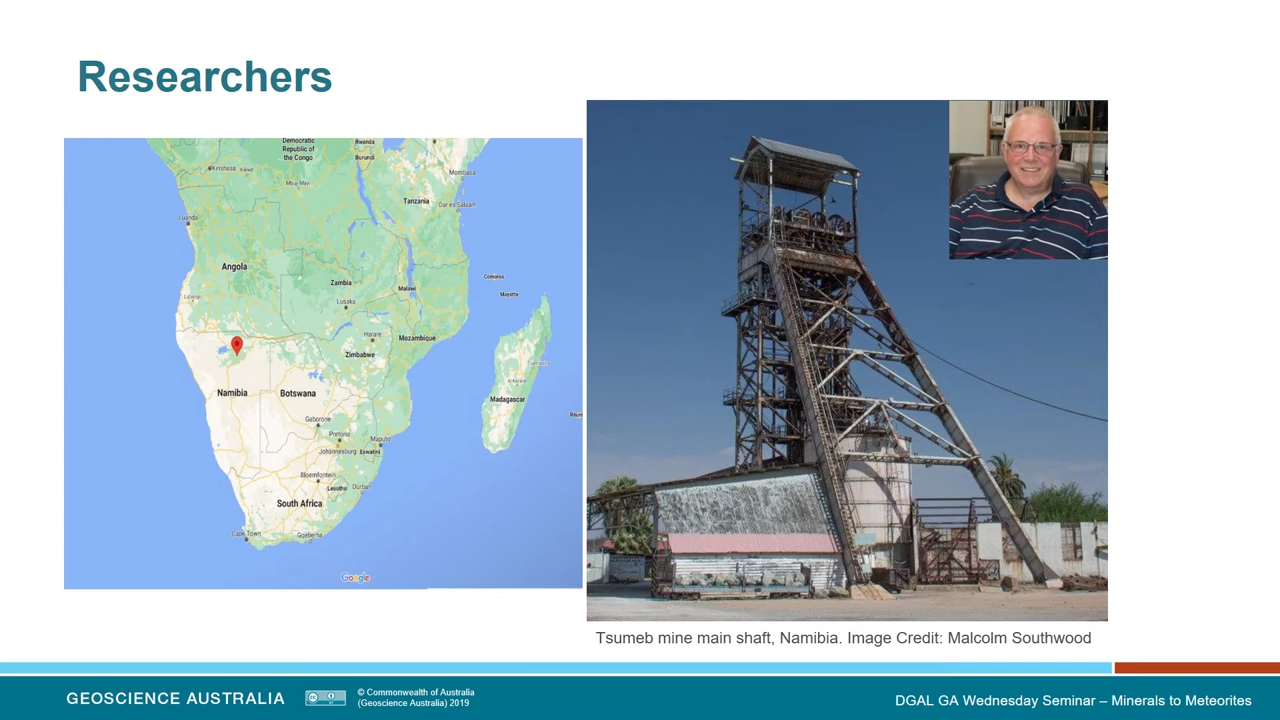 Researchers
Democratic
Republic of
the Congo
Rwanda
Burundi
Kinshasa
Mombasa
Tanzania
Dar es Salaam
Luanda
Angola
Comoros
Zambia
Malawi
Mayotte
Lusaka
Harare
Mozambique
Zimbabwe
Namibia
Botswana
Madagascar
Gaborone
Pretoria
Maputo
Johannesburg
Eswatini
Bloemfontein
Lesotho
Durban
South Africa
Cape Town
Gqeberha
Google
Tsumeb mine main shaft, Namibia. Image Credit: Malcolm Southwood
GEOSCIENCE AUSTRALIA
cc
BY
© Commonwealth of Australia
(Geoscience Australia) 2019
DGAL GA Wednesday Seminar – Minerals to Meteorites